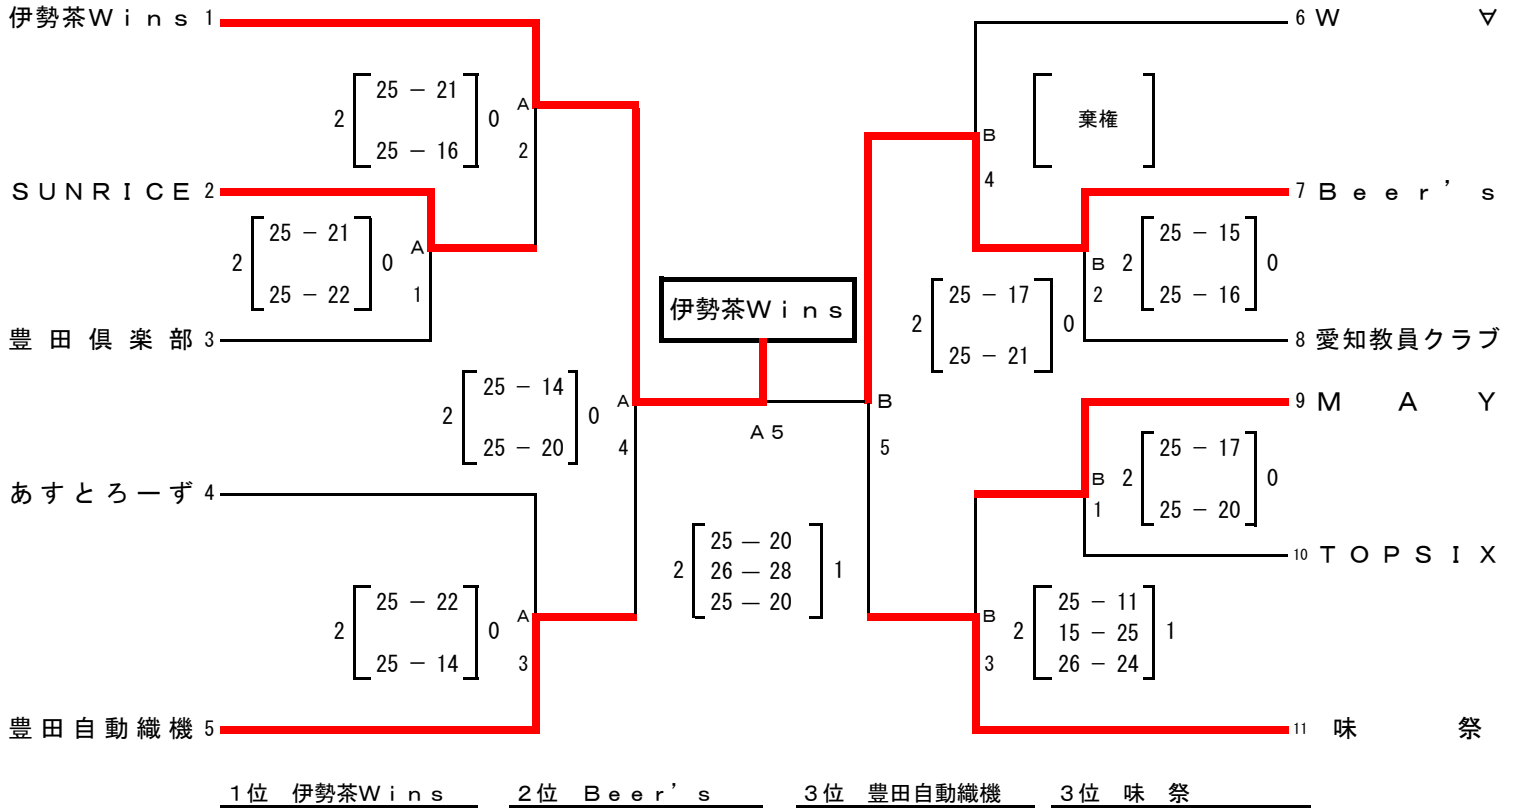 伊勢茶Wins 1
6 W ∀
2 [ 25 － 21 0 A
25 － 16 ] 2
棄権
B
4
SUNRICE 2
7 Beer's
2 [ 25 － 21 0 A
25 － 22 ] 1
B 2 [ 25 － 15 0
2 25 － 16 ]
伊勢茶Wins
2 [ 25 － 17 0
25 － 21 ]
豊田倶楽部 3
8 愛知教員クラブ
2 [ 25 － 14 0 A
25 － 20 ] 4
A5
B
5
9 MAY
B 2 [ 25 － 17 0
1 25 － 20 ]
あすとろーず 4
10 TOPSIX
2 [ 25 ― 20
26 ― 28
25 ― 20 ] 1
2 [ 25 － 22 0 A
25 － 14 ] 3
B
3
2 [ 25 － 11
15 － 25
26 － 24 ] 1
豊田自動織機 5
11 味祭
1位 伊勢茶Wins 2位 Beer's 3位 豊田自動織機 3位 味 祭